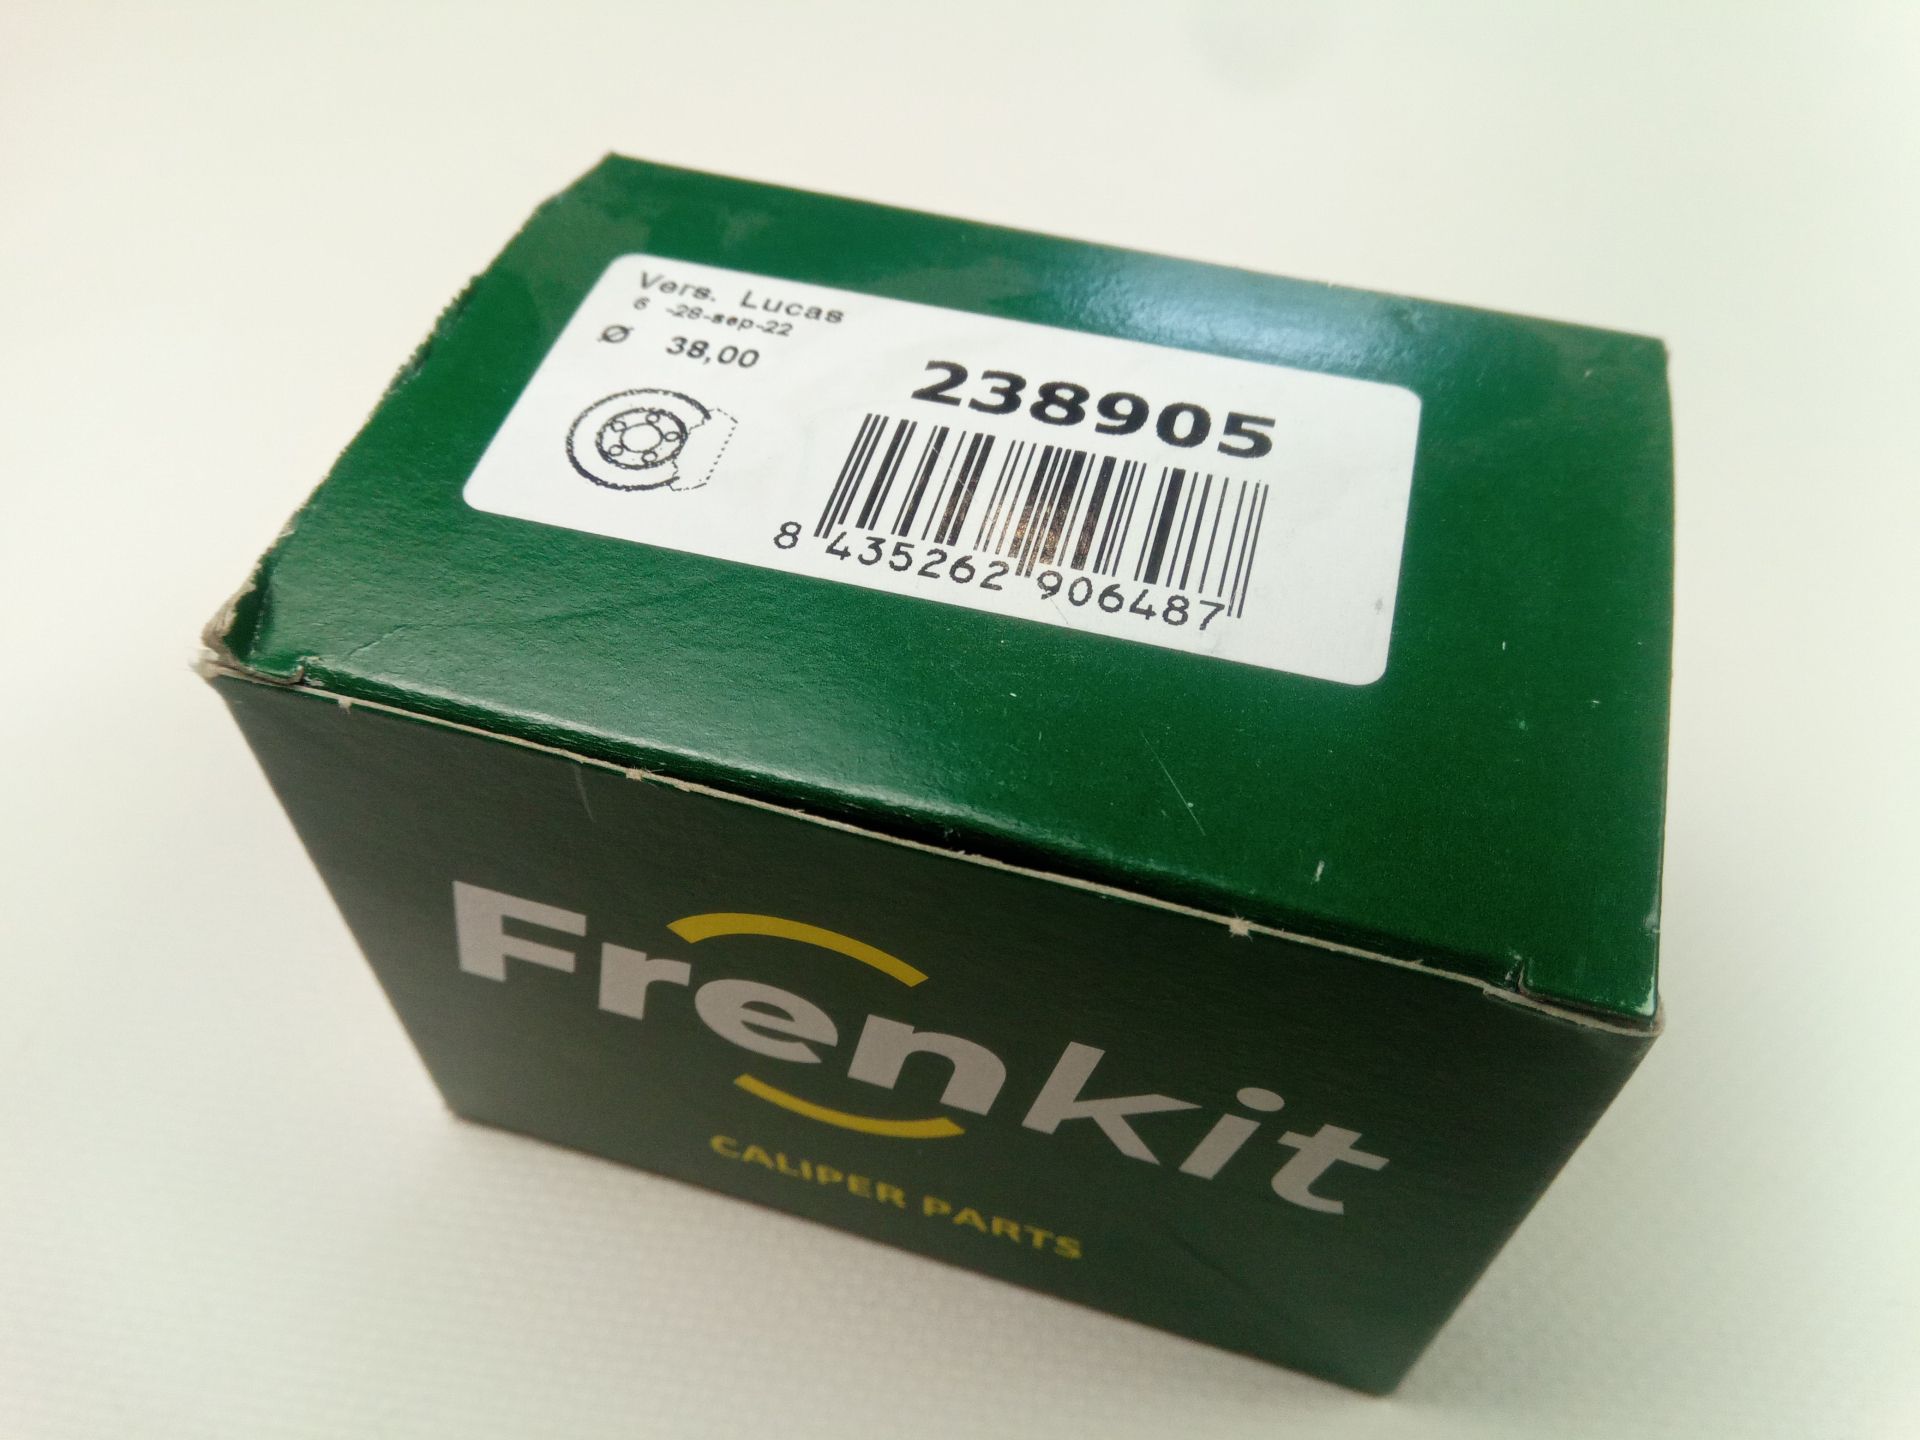 Vers. Lucas
6 -28-sep-22
Ø 38,00
238905
8 435262 906487
Frenkit
CALIPER PARTS